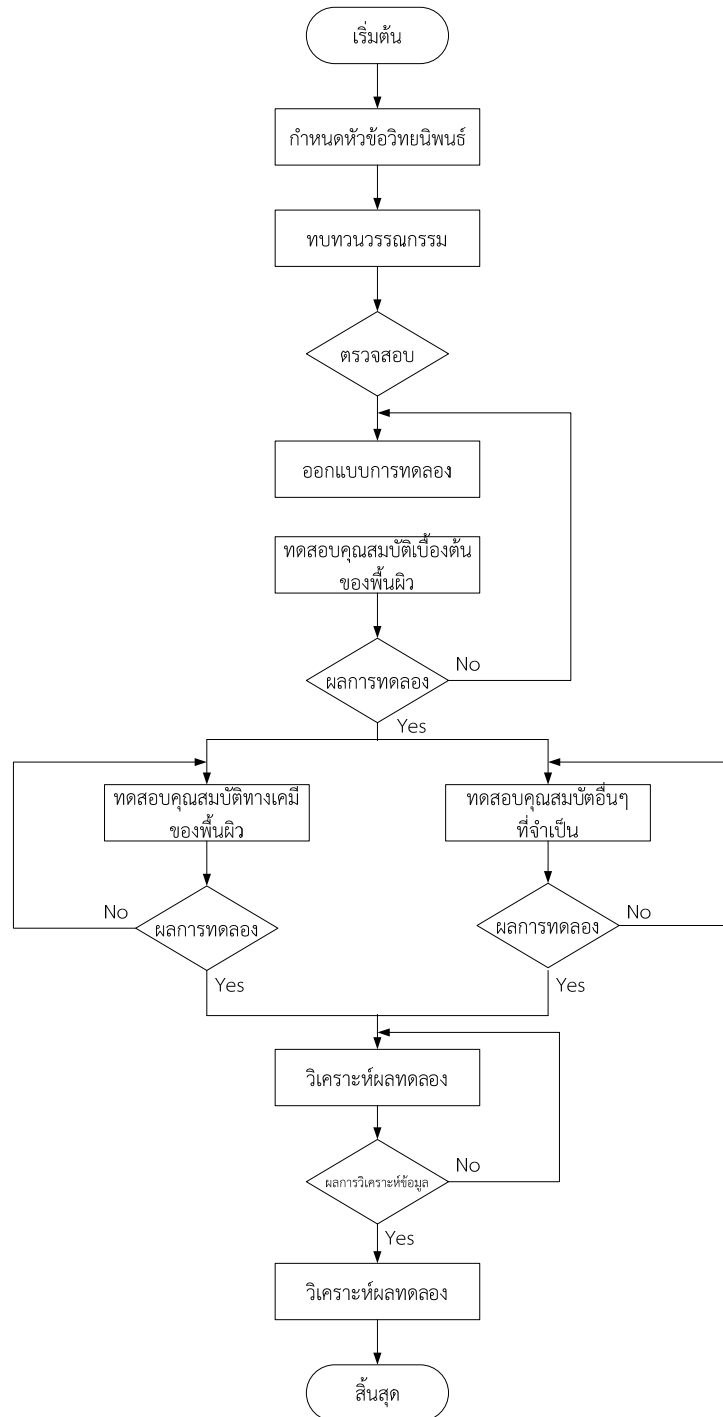 เริ่มต้น
กำหนดหัวข้อวิทยนิพนธ์
ทบทวนวรรณกรรม
ตรวจสอบ
ออกแบบการทดลอง
ทดสอบคุณสมบัติเบื้องต้น
ของพื้นผิว
ผลการทดลอง
No
Yes
ทดสอบคุณสมบัติทางเคมี
ของพื้นผิว
ทดสอบคุณสมบัตอื่นๆ
ที่จำเป็น
No
ผลการทดลอง
ผลการทดลอง
No
Yes
Yes
วิเคราะห์ผลทดลอง
ผลการวิเคราะห์ข้อมูล
No
Yes
วิเคราะห์ผลทดลอง
สิ้นสุด